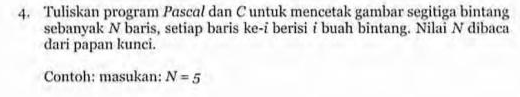 4. Tuliskan program Pascal dan C untuk mencetak gambar segitiga bintang
sebanyak N baris, setiap baris ke-i berisi i buah bintang. Nilai N dibaca
dari papan kunci.
Contoh: masukan: N = 5